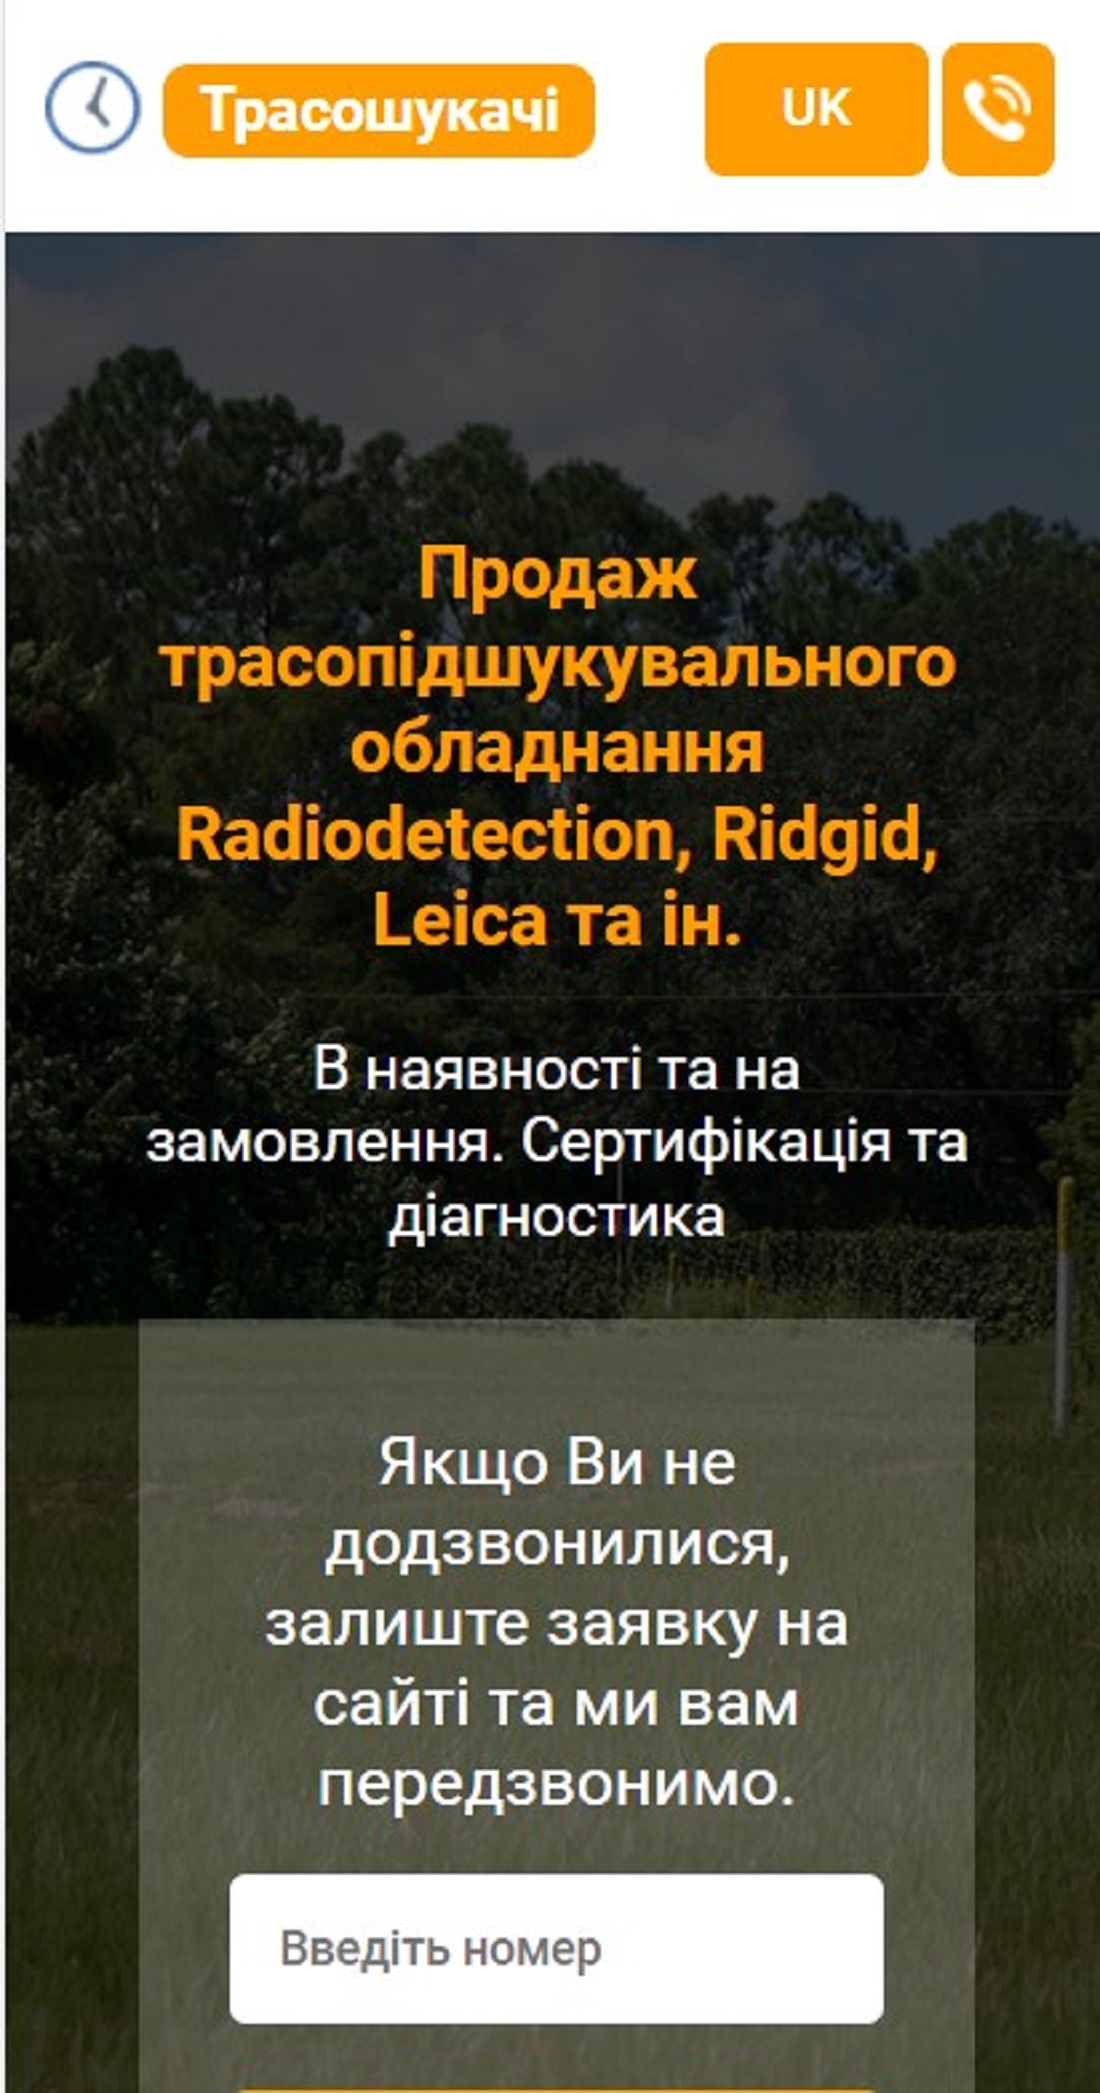 Трасошукачі
UK
Продаж
трасопідшукувального
обладнання
Radiodetection, Ridgid,
Leica та ін.
В наявності та на
замовлення. Сертифікація та
діагностика
Якщо Ви не
додзвонилися,
залиште заявку на
сайті та ми вам
передзвонимо.
Введіть номер